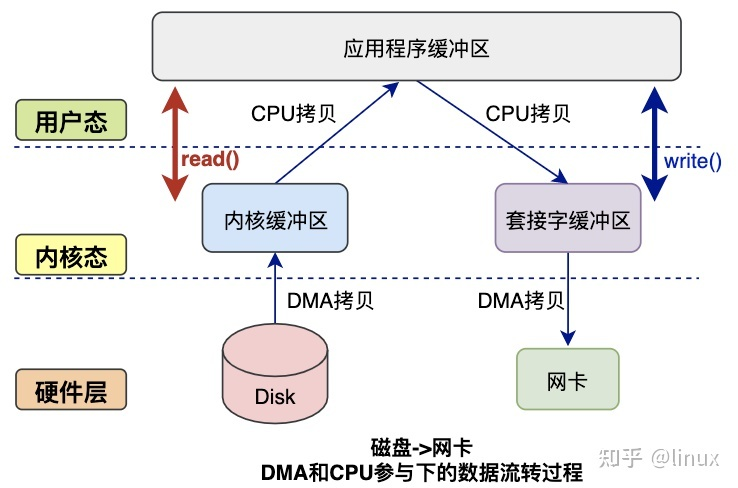 应用程序缓冲区
CPU拷贝
CPU拷贝
用户态
read()
write()
内核缓冲区
套接字缓冲区
内核态
DMA拷贝
DMA拷贝
Disk
网卡
硬件层
磁盘->网卡
DMA和CPU参与下的数据流转过程
知乎 @linux